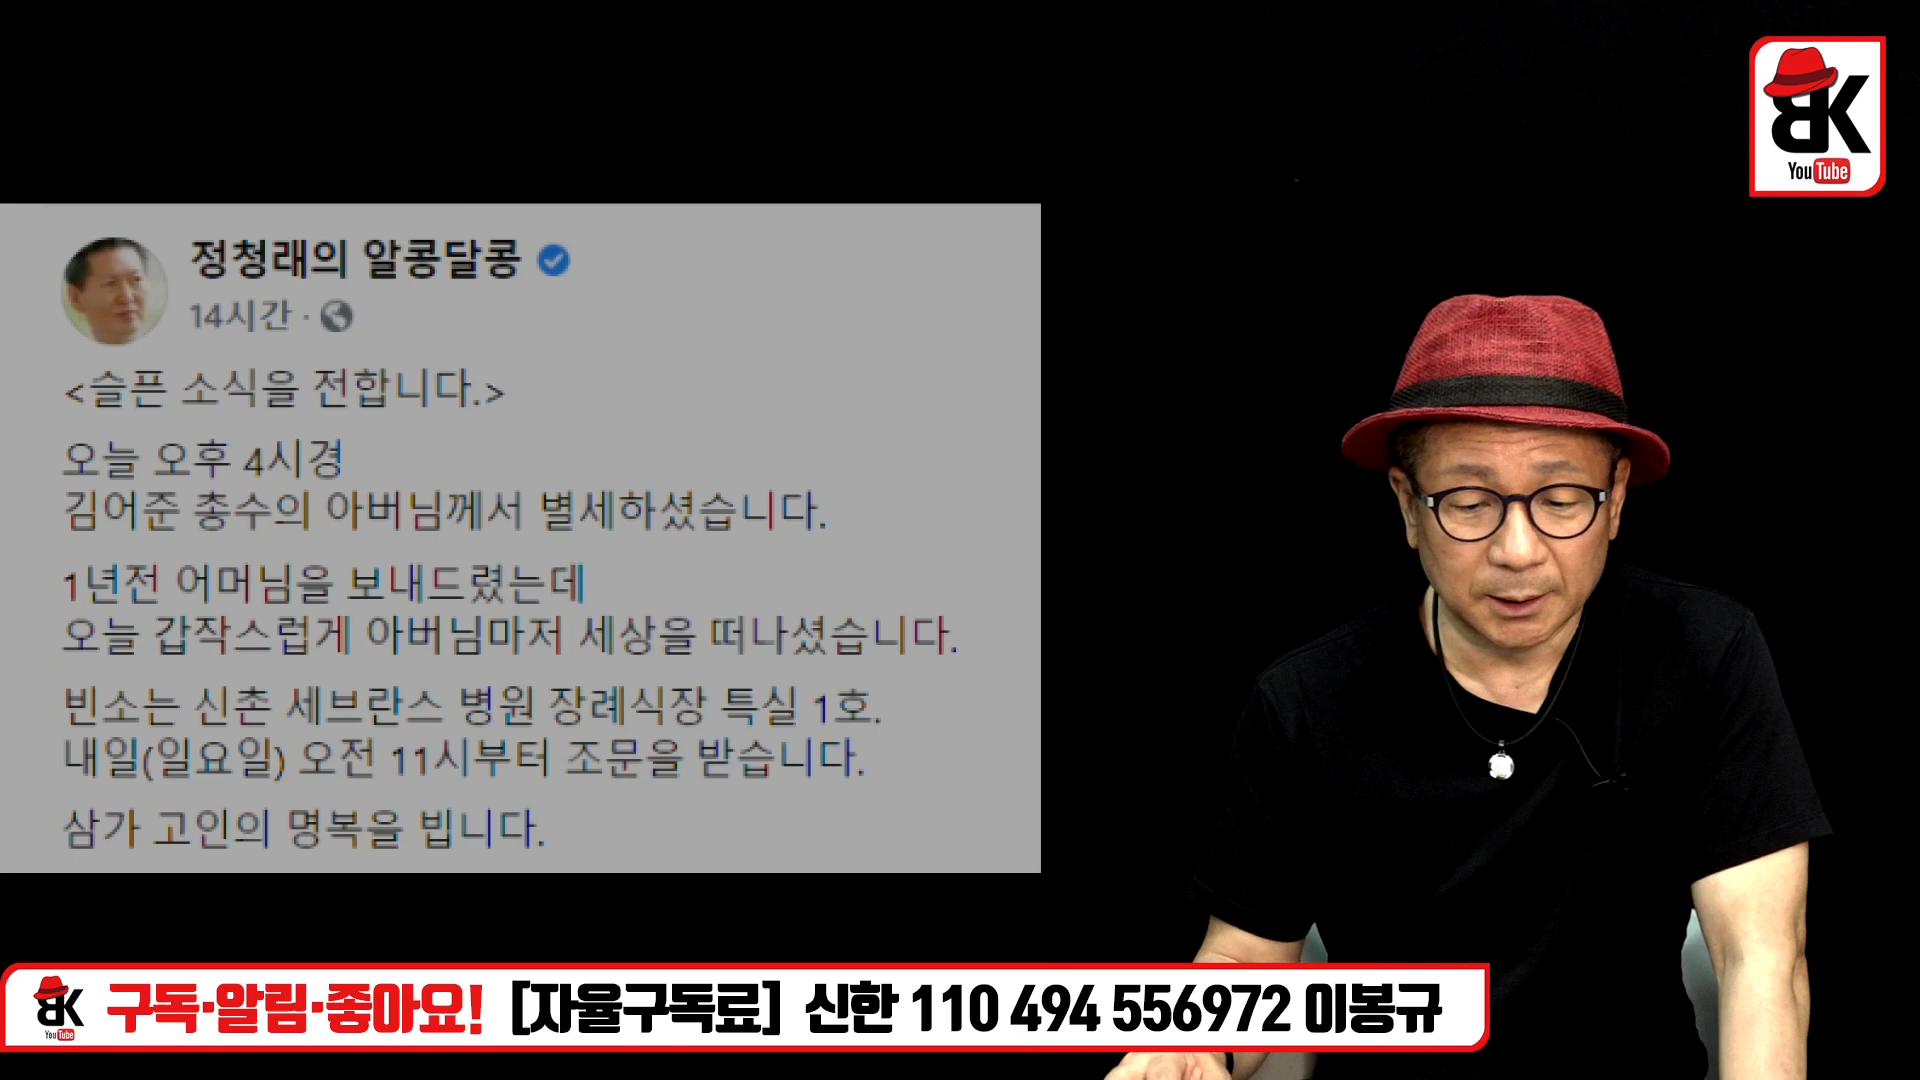 BK
YouTube
정청래의 알콩달콩
14시간 ·
<슬픈 소식을 전합니다.>
오늘 오후 4시경
김어준 총수의 아버님께서 별세하셨습니다.
1년전 어머님을 보내드렸는데
오늘 갑작스럽게 아버님마저 세상을 떠나셨습니다.
빈소는 신촌 세브란스 병원 장례식장 특실 1호.
내일(일요일) 오전 11시부터 조문을 받습니다.
삼가 고인의 명복을 빕니다.
BK YouTube 구독·알림·좋아요! [자율구독료] 신한 110 494 556972 이봉규